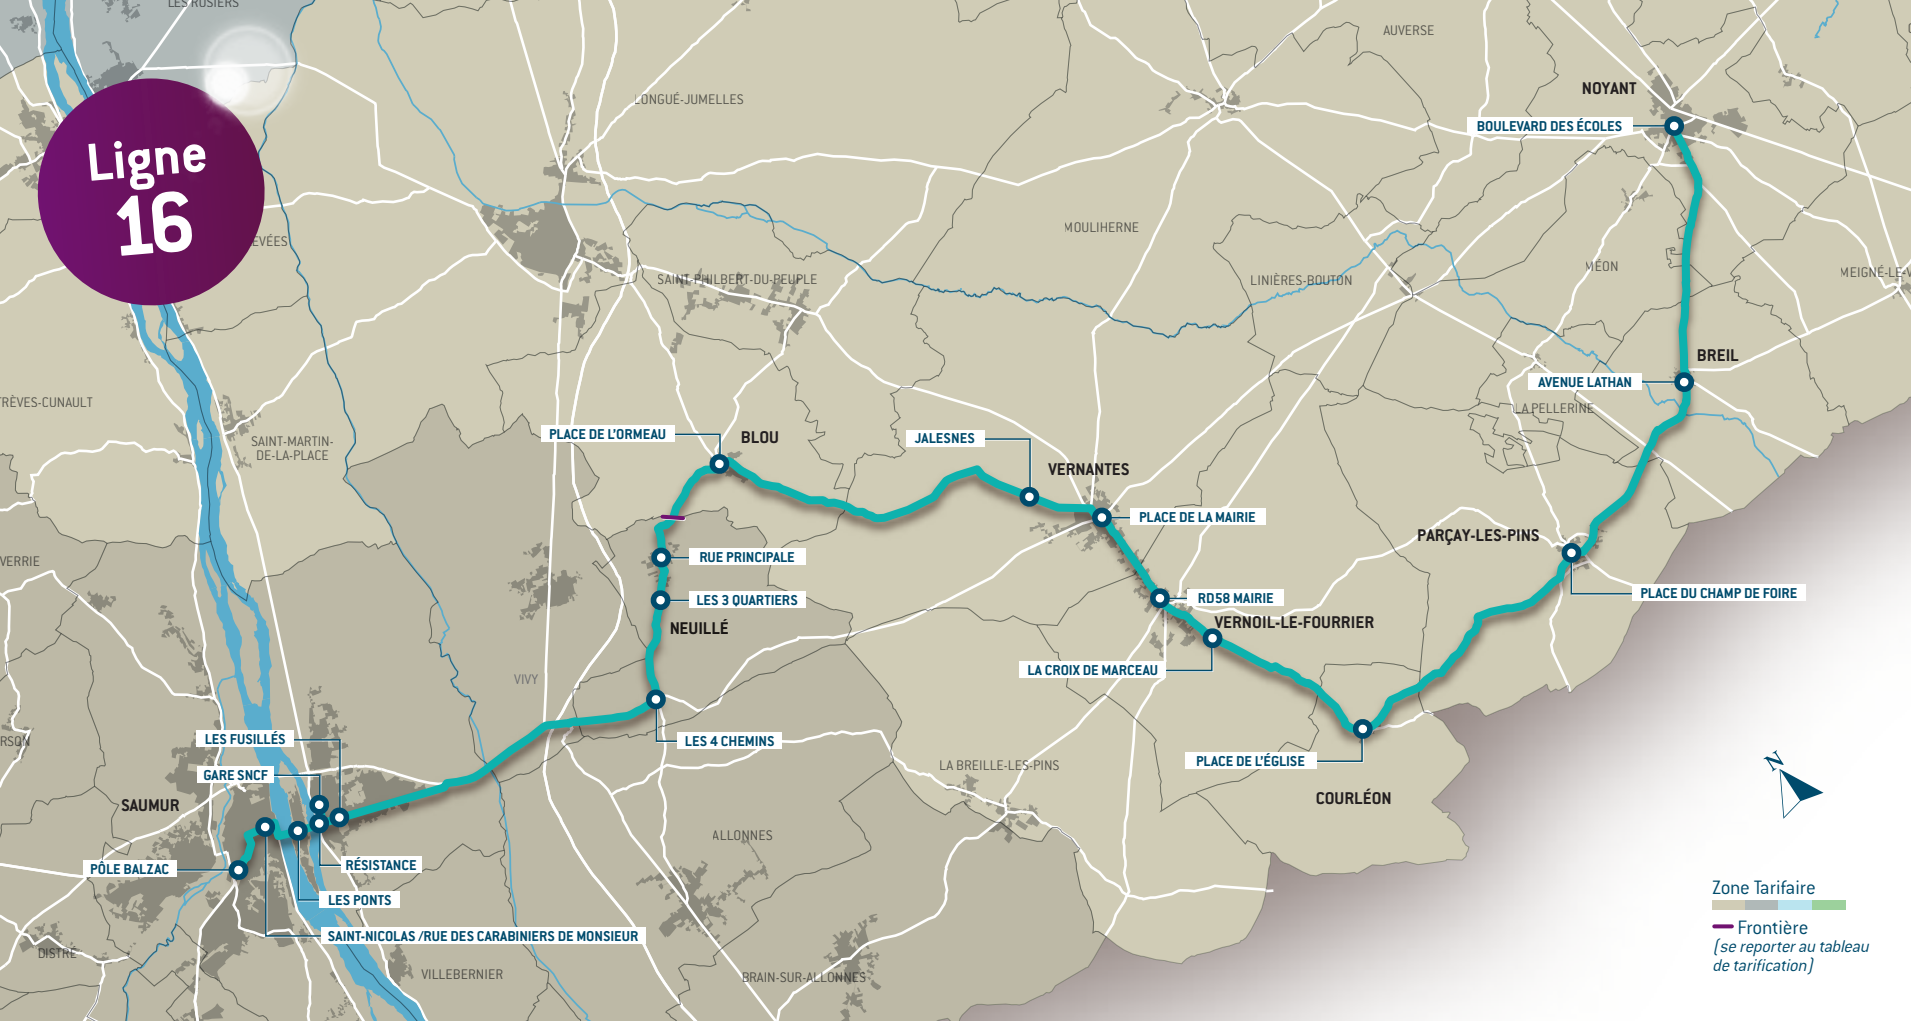 LES ROSIERS
AUVERSE
NOYANT
LONGUÉ-JUMELLES
BOULEVARD DES ÉCOLES
Ligne
16
MOULIHERNE
EVÉES
MÉON
MEIGNÉ-LE-V
SAINT-PHILBERT-DU-PEUPLE
LINIÈRES-BOUTON
BREIL
AVENUE LATHAN
TRÈVES-CUNAULT
LA PELLERINE
PLACE DE L'ORMEAU
BLOU
JALESNES
SAINT-MARTIN-
DE-LA-PLACE
VERNANTES
PLACE DE LA MAIRIE
PARÇAY-LES-PINS
VERRIE
RUE PRINCIPALE
PLACE DU CHAMP DE FOIRE
LES 3 QUARTIERS
RD58 MAIRIE
NEUILLÉ
VERNOIL-LE-FOURRIER
LA CROIX DE MARCEAU
VIVY
RSON
LES FUSILLÉS
LES 4 CHEMINS
PLACE DE L'ÉGLISE
N
GARE SNCF
LA BREILLE-LES-PINS
COURLÉON
SAUMUR
ALLONNES
PÔLE BALZAC
RÉSISTANCE
LES PONTS
SAINT-NICOLAS /RUE DES CARABINIERS DE MONSIEUR
DISTRÉ
VILLEBERNIER
BRAIN-SUR-ALLONNES
Zone Tarifaire
Frontière
(se reporter au tableau
de tarification)